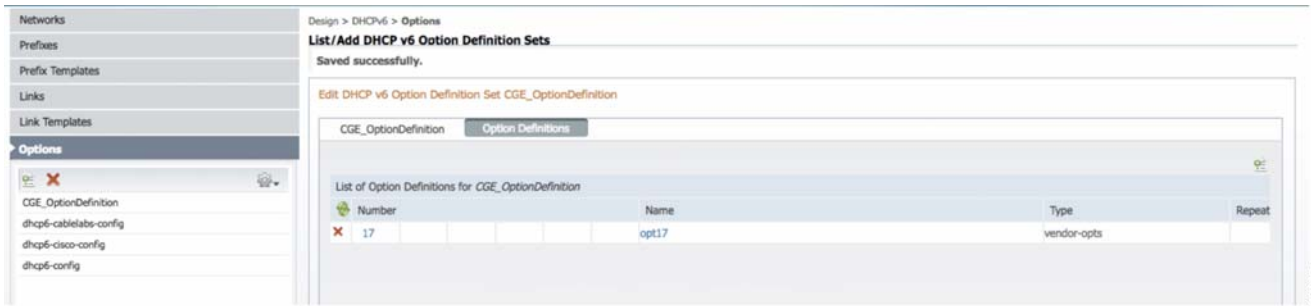 Networks
Prefixes
Prefix Templates
Links
Link Templates
Options
CGE_OptionDefinition
dhcp6-cablelabs-config
dhcp6-cisco-config
dhcp6-config
Design > DHCPv6 > Options
List/Add DHCP v6 Option Definition Sets
Saved successfully.
Edit DHCP v6 Option Definition Set CGE_OptionDefinition
CGE_OptionDefinition Option Definitions
List of Option Definitions for CGE_OptionDefinition
Number Name Type Repeat
17 opt17 vendor-opts